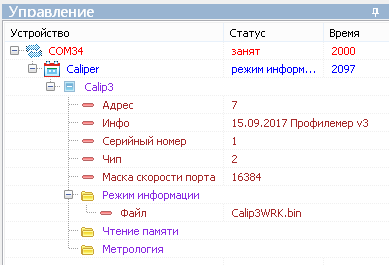 Управление
Устройство Статус Время
COM34 занят 2000
Caliper режим информ... 2097
Calip3
Адрес 7
Инфо 15.09.2017 Профилемер v3
Серийный номер 1
Чип 2
Маска скорости порта 16384
Режим информации
Файл Calip3WRK.bin
Чтение памяти
Метрология